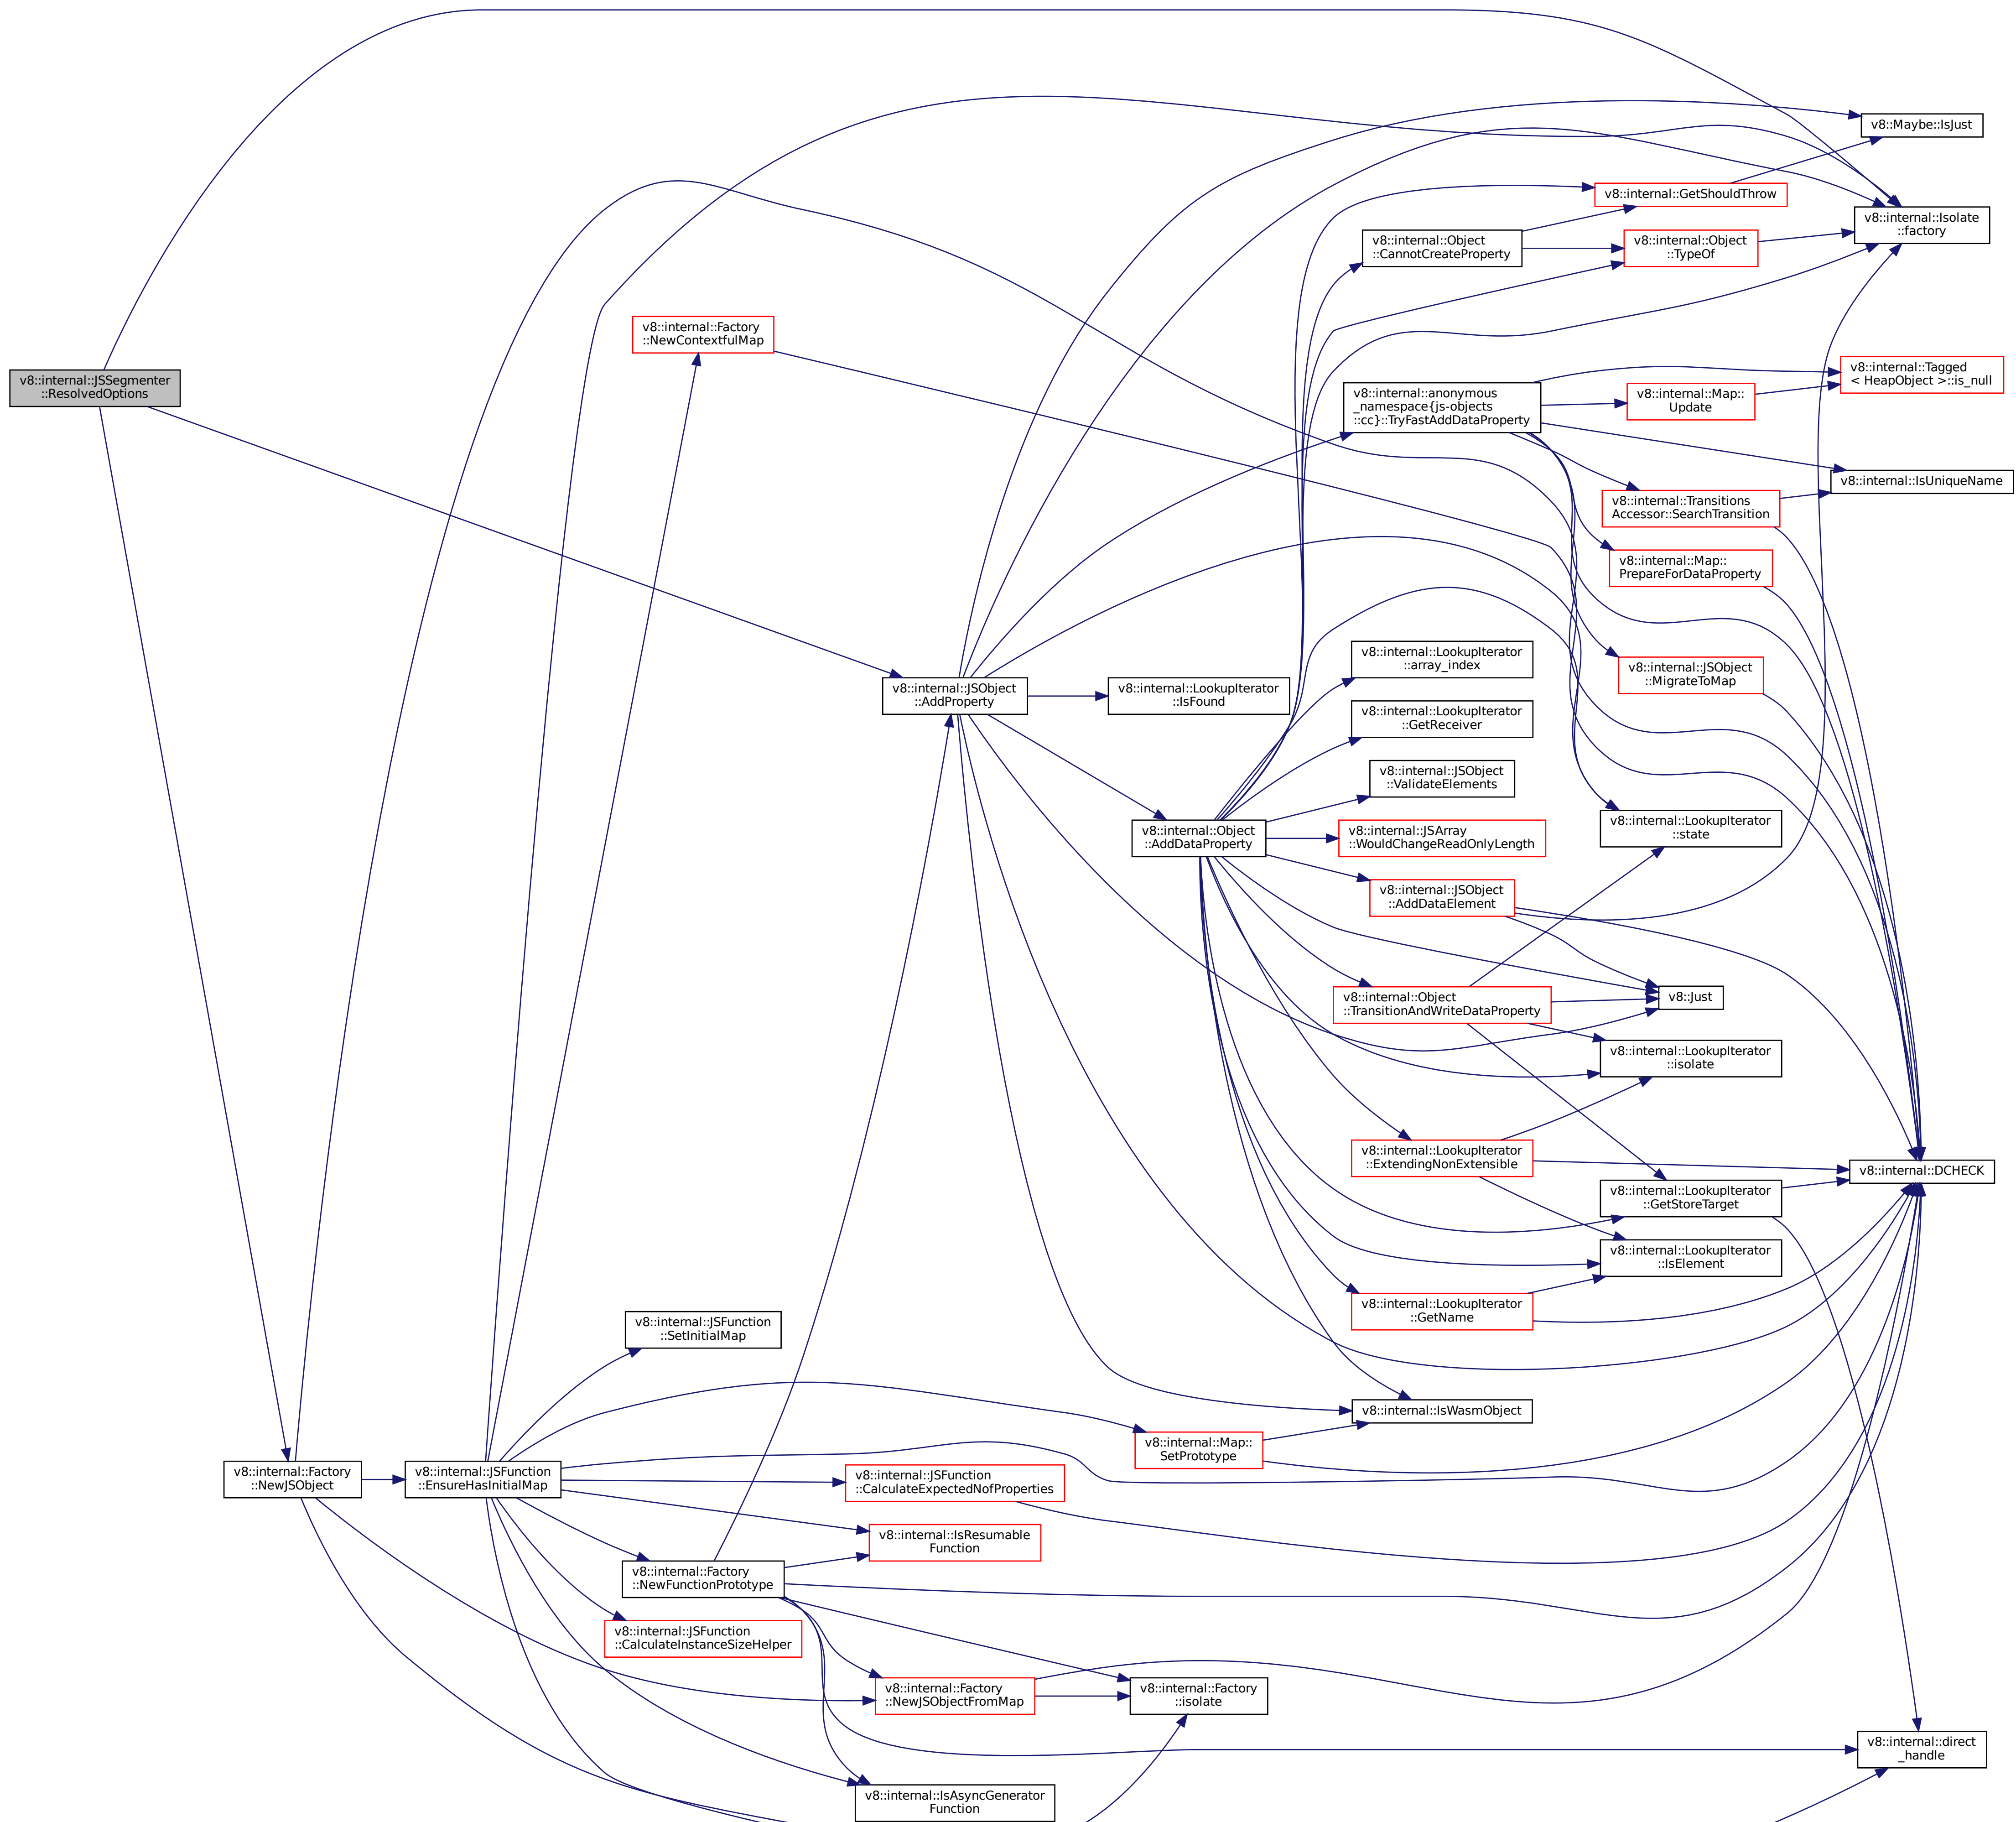 v8::Maybe::IsJust
v8::internal::GetShouldThrow
v8::internal::Isolate
::factory
v8::internal::Object
::CannotCreateProperty
v8::internal::Object
::TypeOf
v8::internal::Factory
::NewContextfulMap
v8::internal::Tagged
< HeapObject >::is_null
v8::internal::JSSegmenter
::ResolvedOptions
v8::internal::anonymous
_namespace{js-objects
::cc}::TryFastAddDataProperty
v8::internal::Map::
Update
v8::internal::IsUniqueName
v8::internal::Transitions
Accessor::SearchTransition
v8::internal::Map::
PrepareForDataProperty
v8::internal::LookupIterator
::array_index
v8::internal::JSObject
::MigrateToMap
v8::internal::JSObject
::AddProperty
v8::internal::LookupIterator
::IsFound
v8::internal::LookupIterator
::GetReceiver
v8::internal::JSObject
::ValidateElements
v8::internal::LookupIterator
::state
v8::internal::Object
::AddDataProperty
v8::internal::JSArray
::WouldChangeReadOnlyLength
v8::internal::JSObject
::AddDataElement
v8::internal::Object
::TransitionAndWriteDataProperty
v8::Just
v8::internal::LookupIterator
::isolate
v8::internal::LookupIterator
::ExtendingNonExtensible
v8::internal::DCHECK
v8::internal::LookupIterator
::GetStoreTarget
v8::internal::LookupIterator
::IsElement
v8::internal::LookupIterator
::GetName
v8::internal::JSFunction
::SetInitialMap
v8::internal::IsWasmObject
v8::internal::Map::
SetPrototype
v8::internal::Factory
::NewJSObject
v8::internal::JSFunction
::EnsureHasInitialMap
v8::internal::JSFunction
::CalculateExpectedNofProperties
v8::internal::IsResumable
Function
v8::internal::Factory
::NewFunctionPrototype
v8::internal::JSFunction
::CalculateInstanceSizeHelper
v8::internal::Factory
::NewJSObjectFromMap
v8::internal::Factory
::isolate
v8::internal::direct
_handle
v8::internal::IsAsyncGenerator
Function